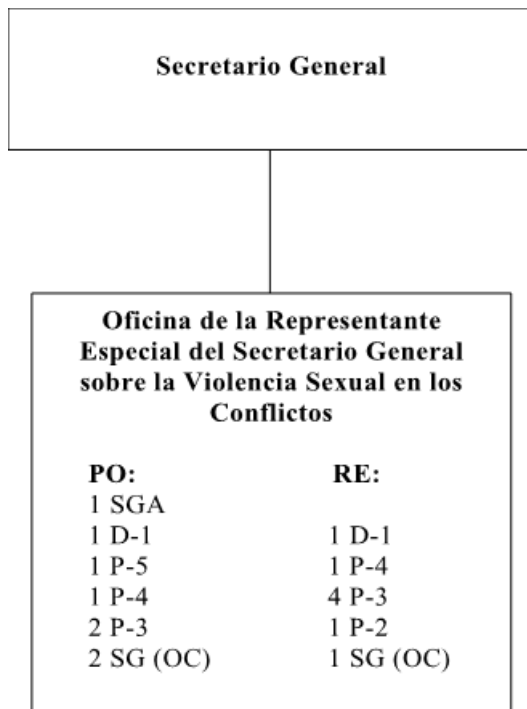 Secretario General
Oficina de la Representante
Especial del Secretario General
sobre la Violencia Sexual en los
Conflictos
PO: RE:
1 SGA
1 D-1 1 D-1
1 P-5 1 P-4
1 P-4 4 P-3
2 P-3 1 P-2
2 SG (OC) 1 SG (OC)